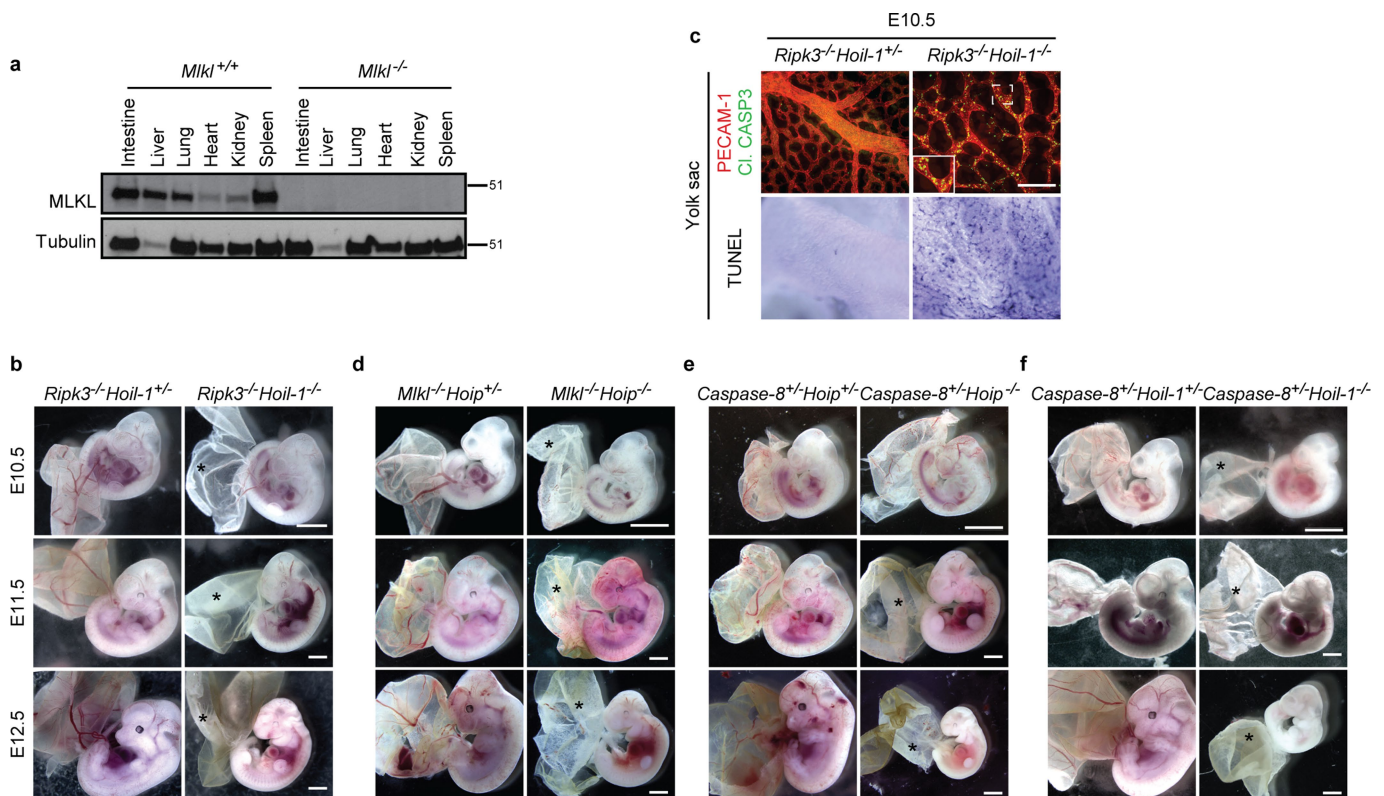 a
Mlkl+/+ Mlkl-/-
Intestine Liver Lung Heart Kidney Spleen Intestine Liver Lung Heart Kidney Spleen
MLKL 51
Tubulin 51
c
E10.5
Ripk3-/-Hoil-1+/- Ripk3-/-Hoil-1-/-
Yolk sac
PECAM-1
Cl. CASP3
TUNEL
b
Ripk3-/-Hoil-1+/- Ripk3-/-Hoil-1-/-
E10.5
*
E11.5
*
E12.5
*
d
Mlkl-/-Hoip+/- Mlkl-/-Hoip-/-
*
*
*
e
Caspase-8+/-Hoip+/- Caspase-8+/-Hoip-/-
*
*
f
Caspase-8+/-Hoil-1+/- Caspase-8+/-Hoil-1-/-
*
*
*